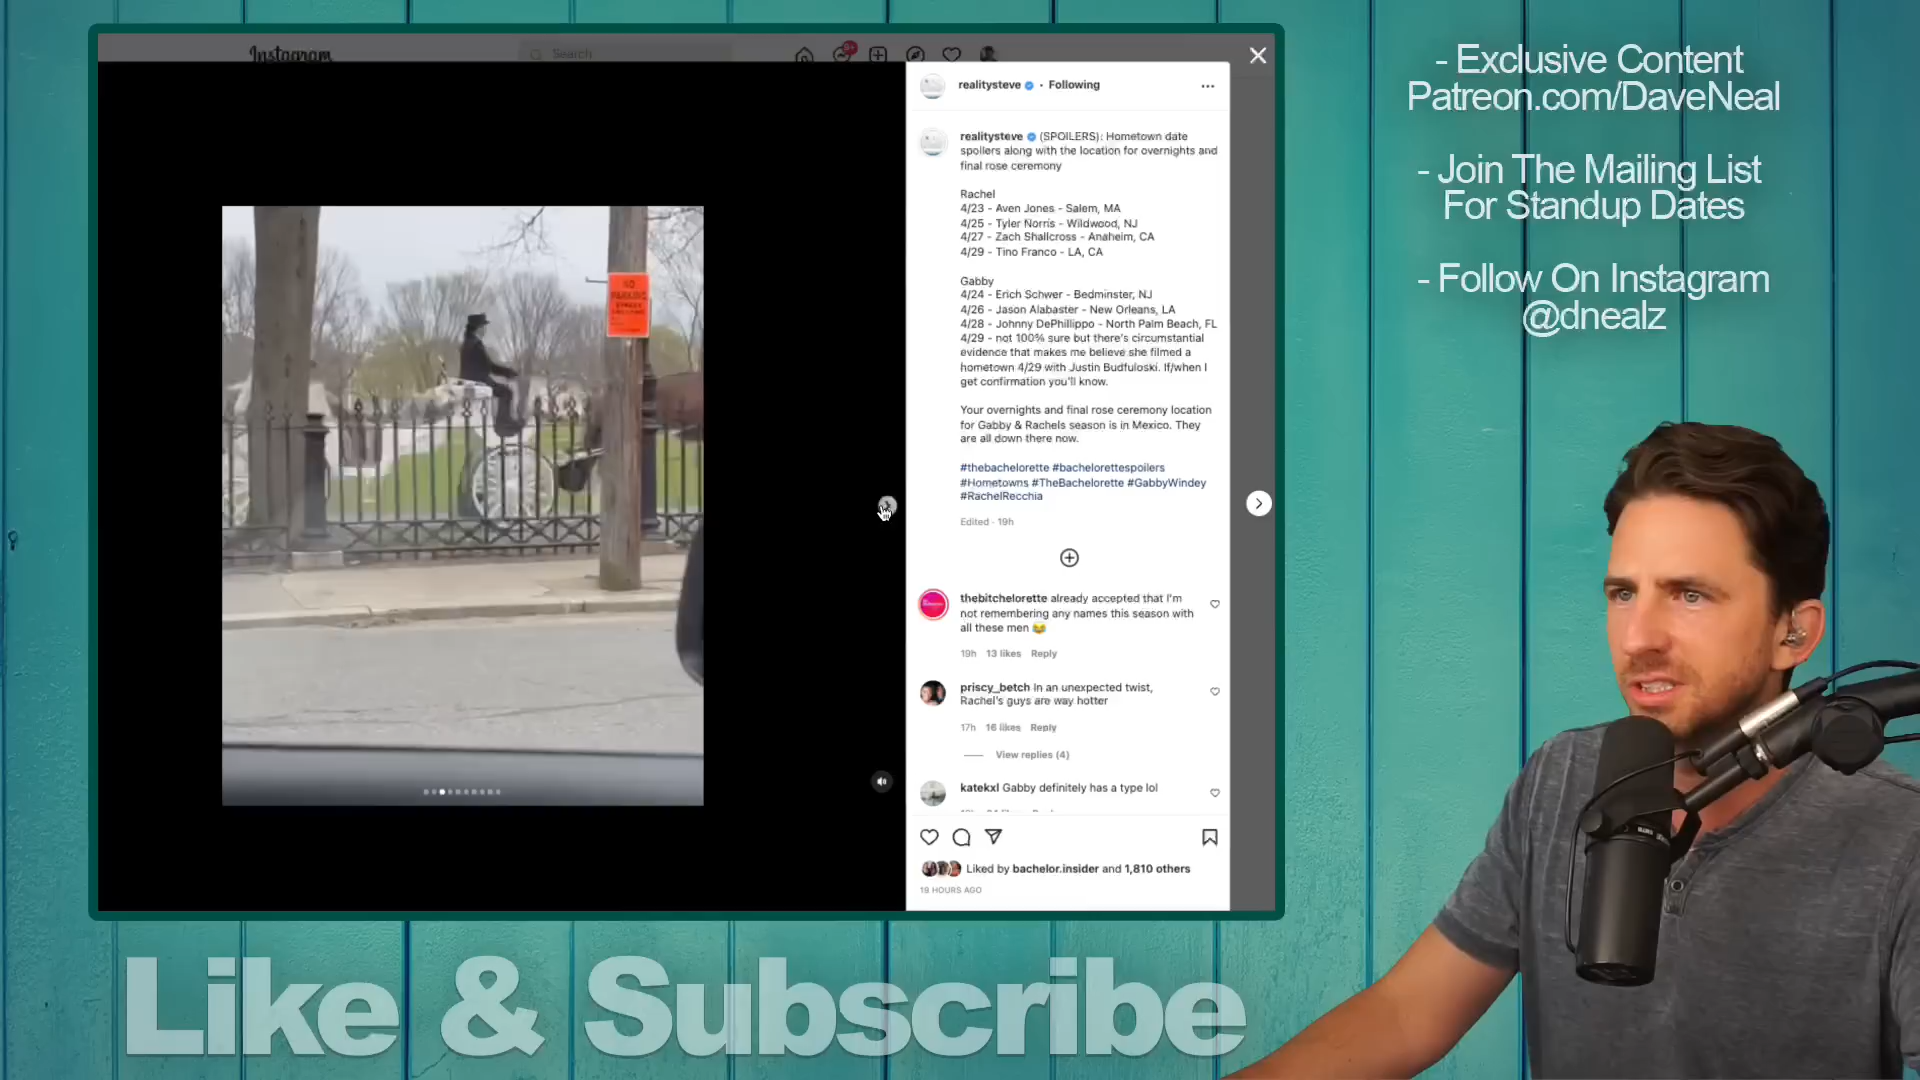 Instagram
Search
realitysteve • Following
realitysteve (SPOILERS): Hometown date
spoilers along with the location for overnights and
final rose ceremony
Rachel
4/23 - Aven Jones - Salem, MA
4/25 - Tyler Norris - Wildwood, NJ
4/27 - Zach Shallcross - Anaheim, CA
4/29 - Tino Franco - LA, CA
Gabby
4/24 - Erich Schwer - Bedminster, NJ
4/26 - Jason Alabaster - New Orleans, LA
4/28 - Johnny DePhillippo - North Palm Beach, FL
4/29 - not 100% sure but there's circumstantial
evidence that makes me believe she filmed a
hometown 4/29 with Justin Budfuloski. If/when I
get confirmation you'll know.
Your overnights and final rose ceremony location
for Gabby & Rachels season is in Mexico. They
are all down there now.
#thebachelorette #bachelorettespoilers
#Hometowns #TheBachelorette #GabbyWindey
#RachelRecchia
Edited · 19h
thebitchelorette already accepted that I'm
not remembering any names this season with
all these men 😂
19h 13 likes Reply
priscy_betch In an unexpected twist,
Rachel's guys are way hotter
17h 16 likes Reply
View replies (4)
katekxl Gabby definitely has a type lol
Liked by bachelor.insider and 1,810 others
19 HOURS AGO
NO
PARKING
- Exclusive Content
Patreon.com/DaveNeal
- Join The Mailing List
For Standup Dates
- Follow On Instagram
@dnealz
Like & Subscribe